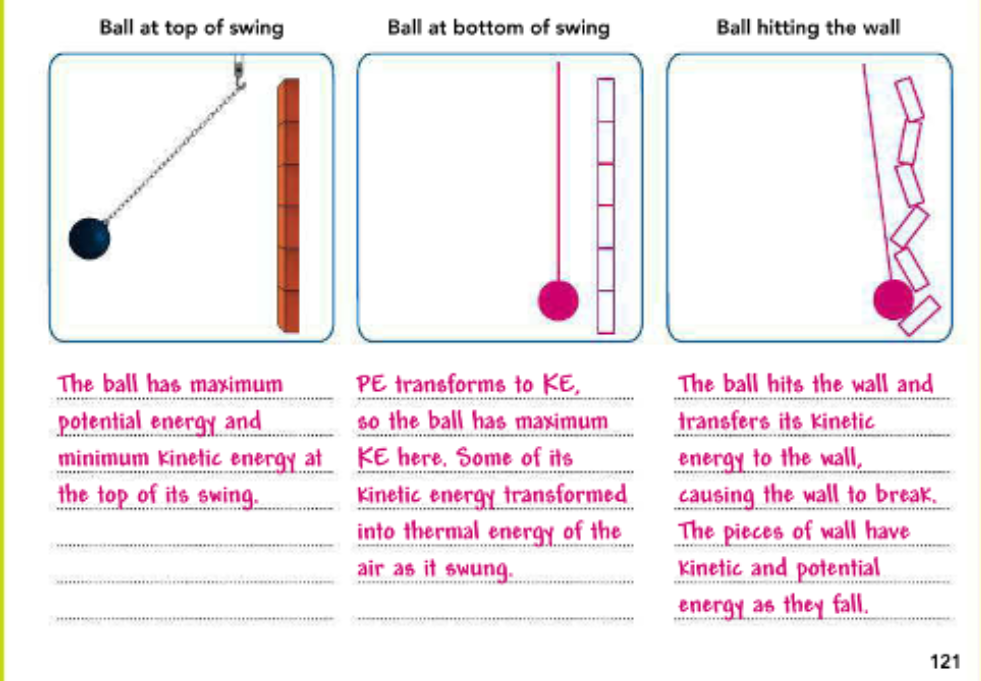 Ball at top of swing
Ball at bottom of swing
Ball hitting the wall
The ball has maximum
potential energy and
minimum kinetic energy at
the top of its swing.
PE transforms to KE,
so the ball has maximum
KE here. Some of its
kinetic energy transformed
into thermal energy of the
air as it swung.
The ball hits the wall and
transfers its kinetic
energy to the wall,
causing the wall to break.
The pieces of wall have
kinetic and potential
energy as they fall.
121